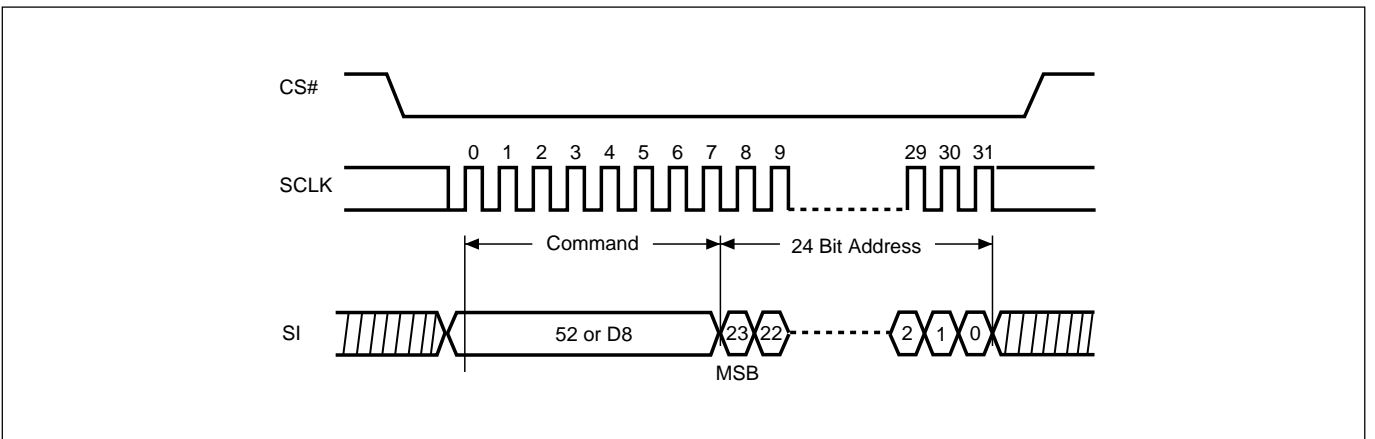 CS#
0 1 2 3 4 5 6 7 8 9 29 30 31
SCLK
Command 24 Bit Address
SI 52 or D8 23 22 2 1 0
MSB